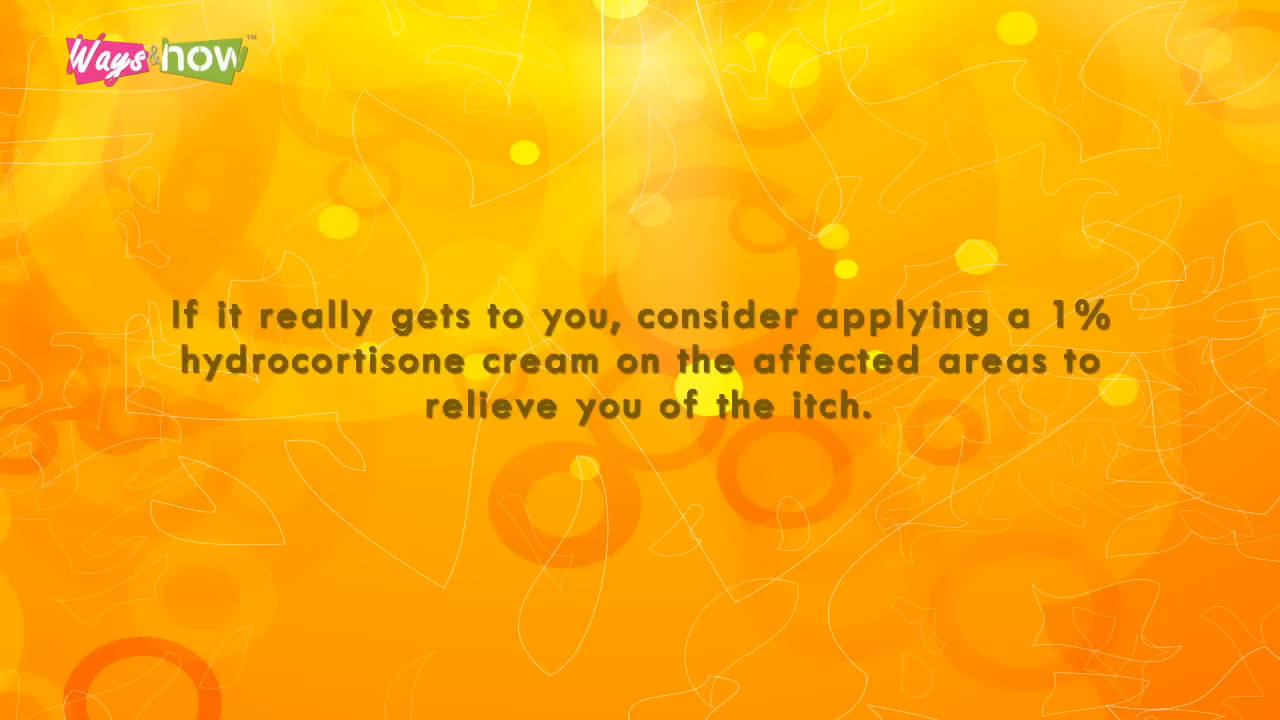 Ways&how™
If it really gets to you, consider applying a 1%
hydrocortisone cream on the affected areas to
relieve you of the itch.